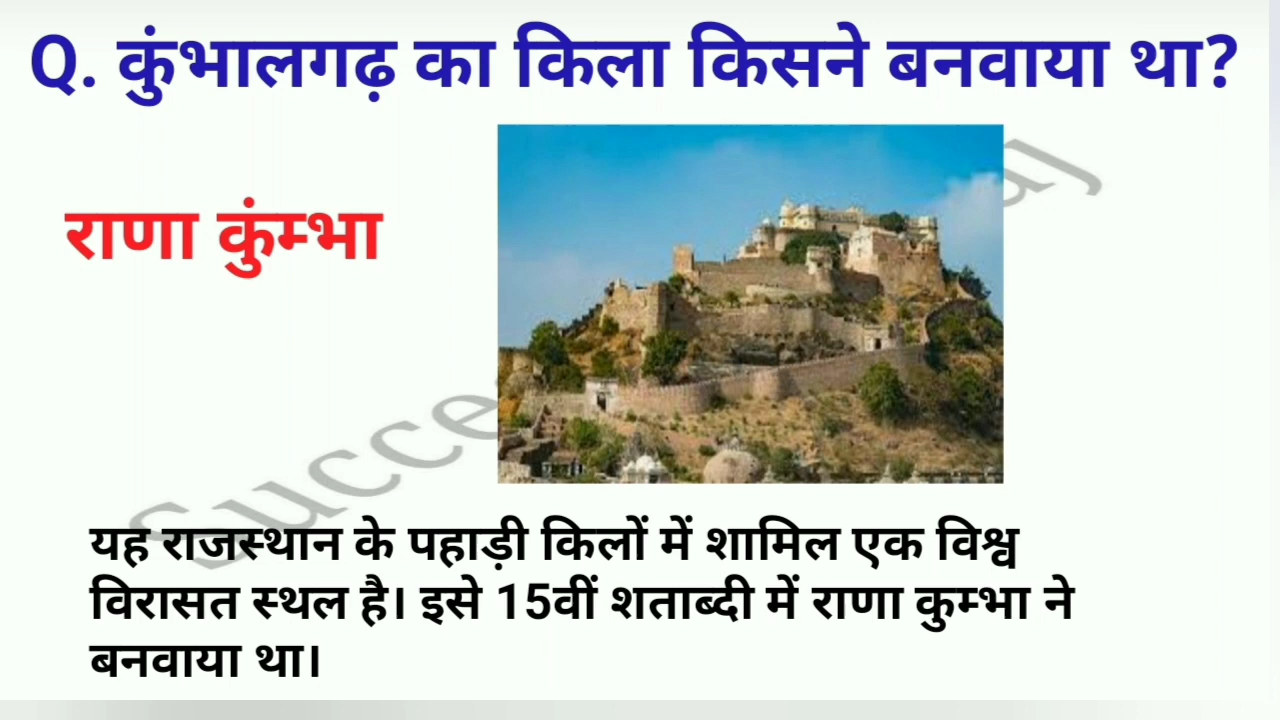 Q. कुंभालगढ़ का किला किसने बनवाया था?
राणा कुंम्भा
यह राजस्थान के पहाड़ी किलों में शामिल एक विश्व
विरासत स्थल है। इसे 15वीं शताब्दी में राणा कुम्भा ने
बनवाया था।